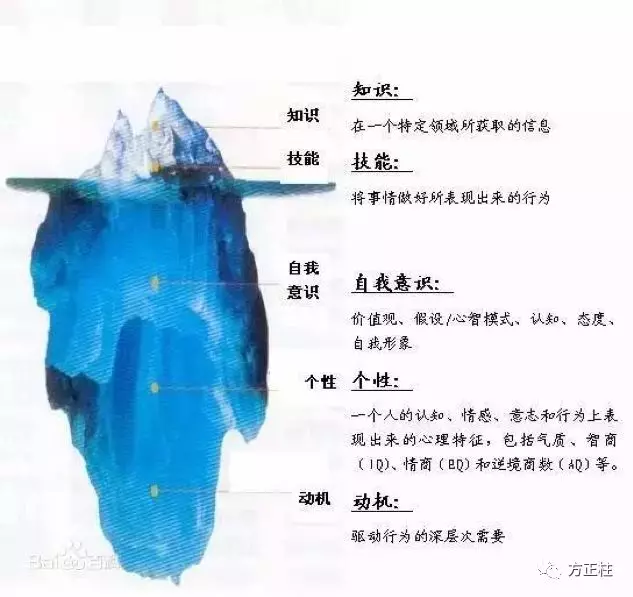 知识
技能
自我
意识
个性
动机
知识：
在一个特定领域所获取的信息
技能：
将事情做好所表现出来的行为
自我意识：
价值观、假设/心智模式、认知、态度、
自我形象
个性：
一个人的认知、情感、意志和行为上表
现出来的心理特征，包括气质、智商
（IQ）、情商（EQ）和逆境商数（AQ）等。
动机：
驱动行为的深层次需要
Bai百科
方正柱